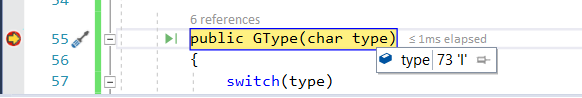 54
6 references
55 public GType(char type) ≤ 1ms elapsed
56 { type 73 'I'
57 switch(type)